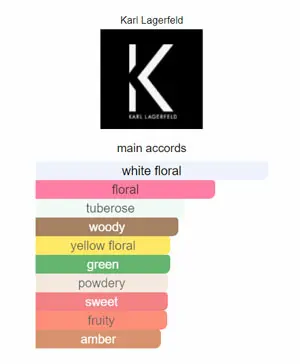 Karl Lagerfeld
K
KARL LAGERFELD
main accords
white floral
floral
tuberose
woody
yellow floral
green
powdery
sweet
fruity
amber